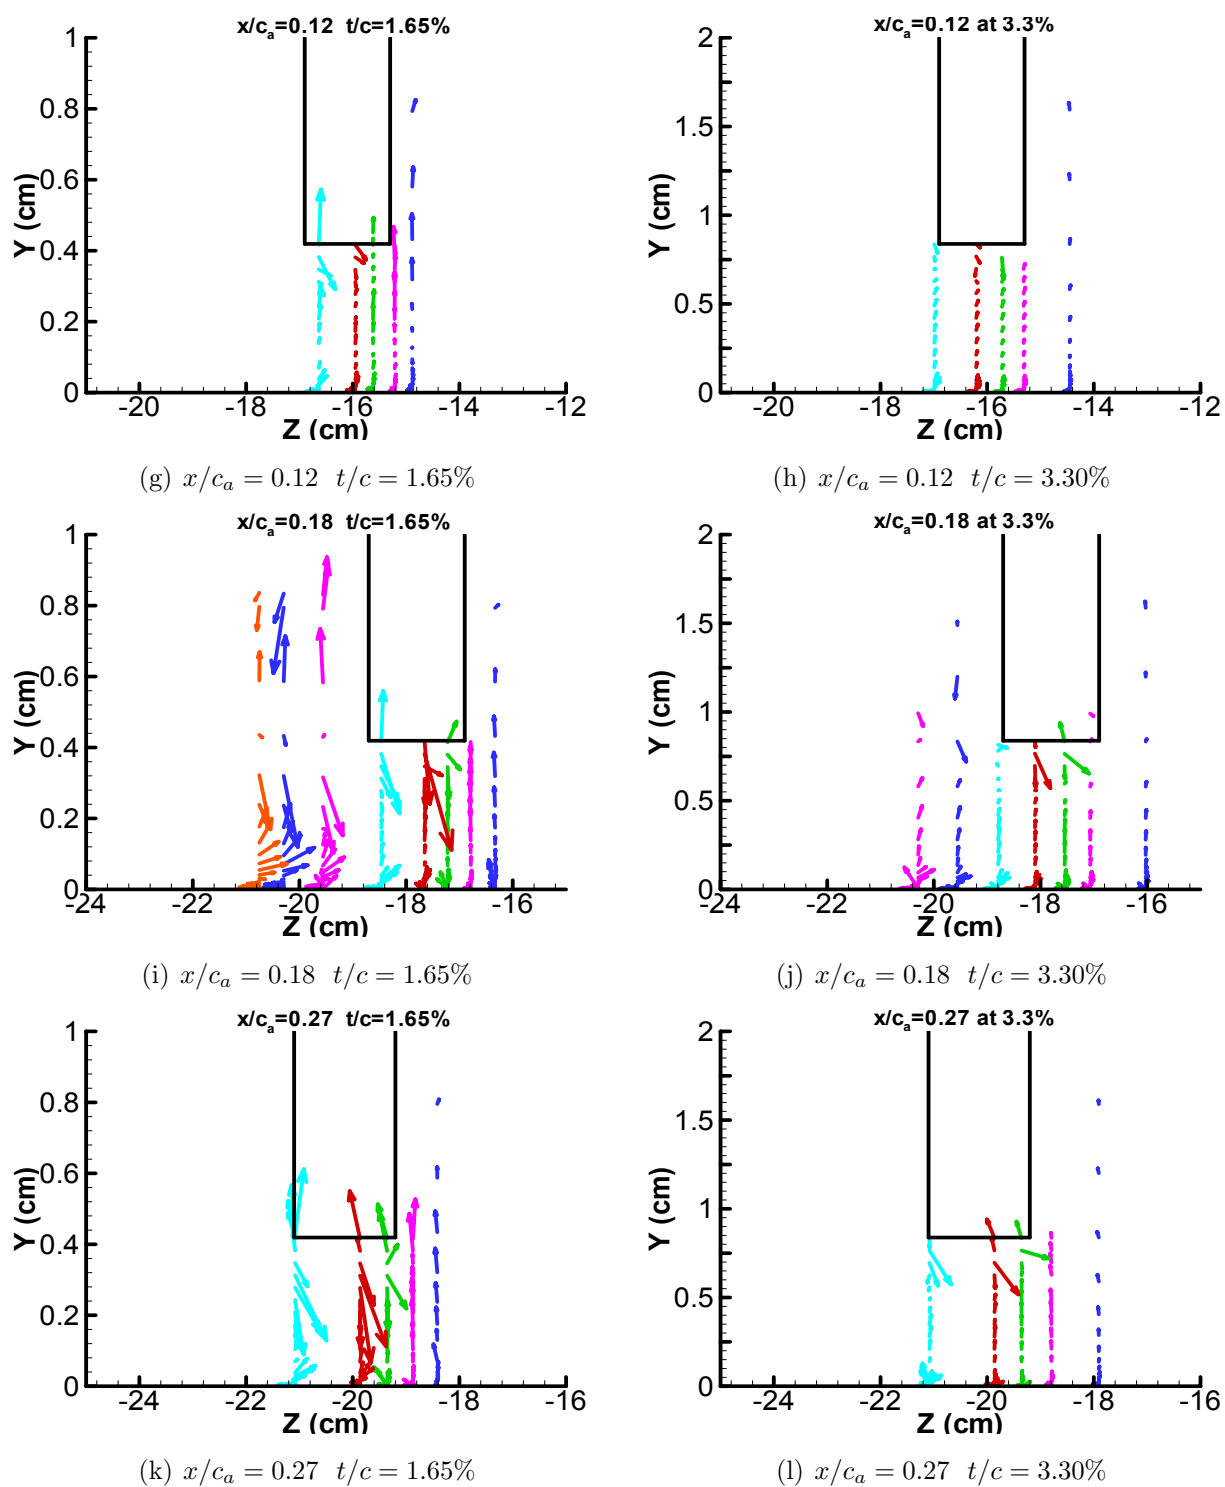 x/ca=0.12 t/c=1.65%
1
0.8
0.6
0.4
0.2
0
Y (cm)
-20 -18 -16 -14 -12
Z (cm)
(g) x/ca = 0.12 t/c = 1.65%
x/ca=0.12 at 3.3%
2
1.5
1
0.5
0
Y (cm)
-20 -18 -16 -14 -12
Z (cm)
(h) x/ca = 0.12 t/c = 3.30%
x/ca=0.18 t/c=1.65%
1
0.8
0.6
0.4
0.2
0
Y (cm)
-24 -22 -20 -18 -16
Z (cm)
(i) x/ca = 0.18 t/c = 1.65%
x/ca=0.18 at 3.3%
2
1.5
1
0.5
0
Y (cm)
-24 -22 -20 -18 -16
Z (cm)
(j) x/ca = 0.18 t/c = 3.30%
x/ca=0.27 t/c=1.65%
1
0.8
0.6
0.4
0.2
0
Y (cm)
-24 -22 -20 -18 -16
Z (cm)
(k) x/ca = 0.27 t/c = 1.65%
x/ca=0.27 at 3.3%
2
1.5
1
0.5
0
Y (cm)
-24 -22 -20 -18 -16
Z (cm)
(l) x/ca = 0.27 t/c = 3.30%